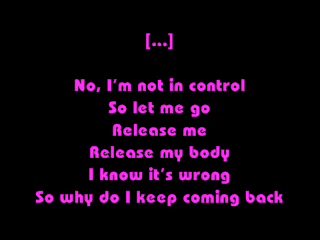 [...]
No, I'm not in control
So let me go
Release me
Release my body
I know it's wrong
So why do I keep coming back